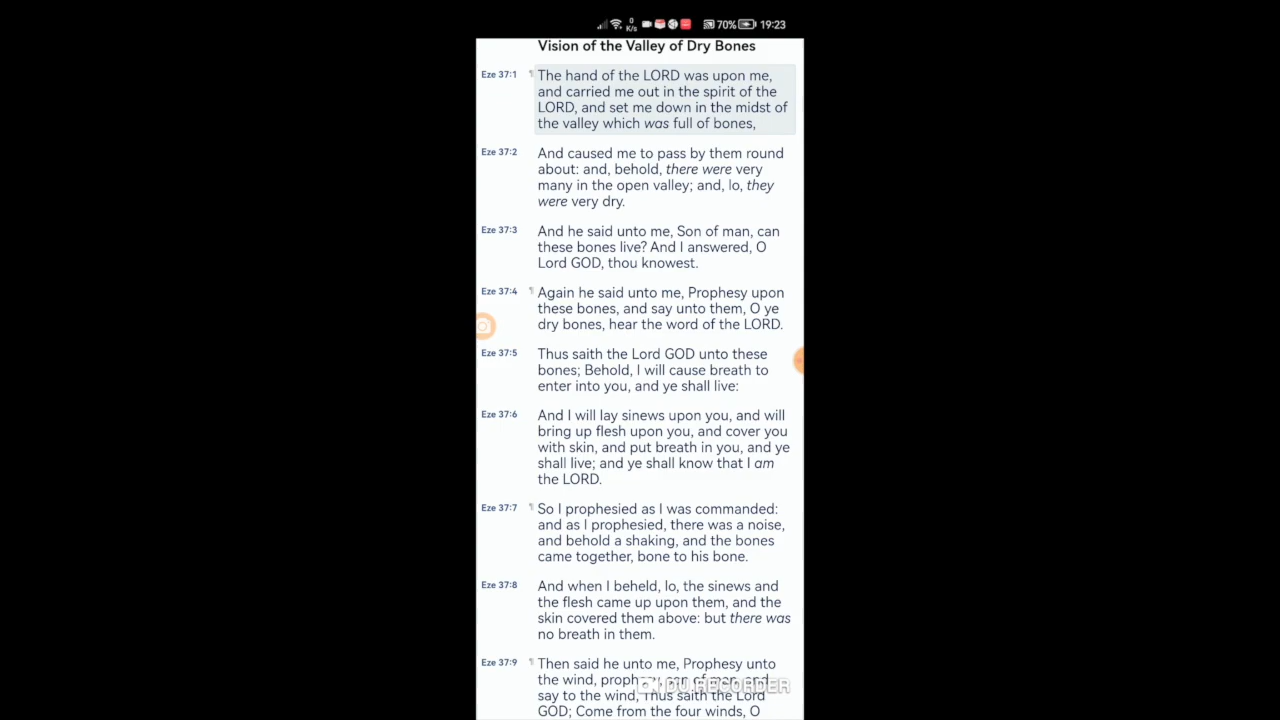 0
K/s
70%
19:23
Vision of the Valley of Dry Bones
Eze 37:1 ¶ The hand of the LORD was upon me,
and carried me out in the spirit of the
LORD, and set me down in the midst of
the valley which was full of bones,
Eze 37:2 And caused me to pass by them round
about: and, behold, there were very
many in the open valley; and, lo, they
were very dry.
Eze 37:3 And he said unto me, Son of man, can
these bones live? And I answered, O
Lord GOD, thou knowest.
Eze 37:4 ¶ Again he said unto me, Prophesy upon
these bones, and say unto them, O ye
dry bones, hear the word of the LORD.
Eze 37:5 Thus saith the Lord GOD unto these
bones; Behold, I will cause breath to
enter into you, and ye shall live:
Eze 37:6 And I will lay sinews upon you, and will
bring up flesh upon you, and cover you
with skin, and put breath in you, and ye
shall live; and ye shall know that I am
the LORD.
Eze 37:7 ¶ So I prophesied as I was commanded:
and as I prophesied, there was a noise,
and behold a shaking, and the bones
came together, bone to his bone.
Eze 37:8 And when I beheld, lo, the sinews and
the flesh came up upon them, and the
skin covered them above: but there was
no breath in them.
Eze 37:9 ¶ Then said he unto me, Prophesy unto
the wind, prophesy, son of man, and
DU RECORDER
say to the wind, Thus saith the Lord
GOD; Come from the four winds, O